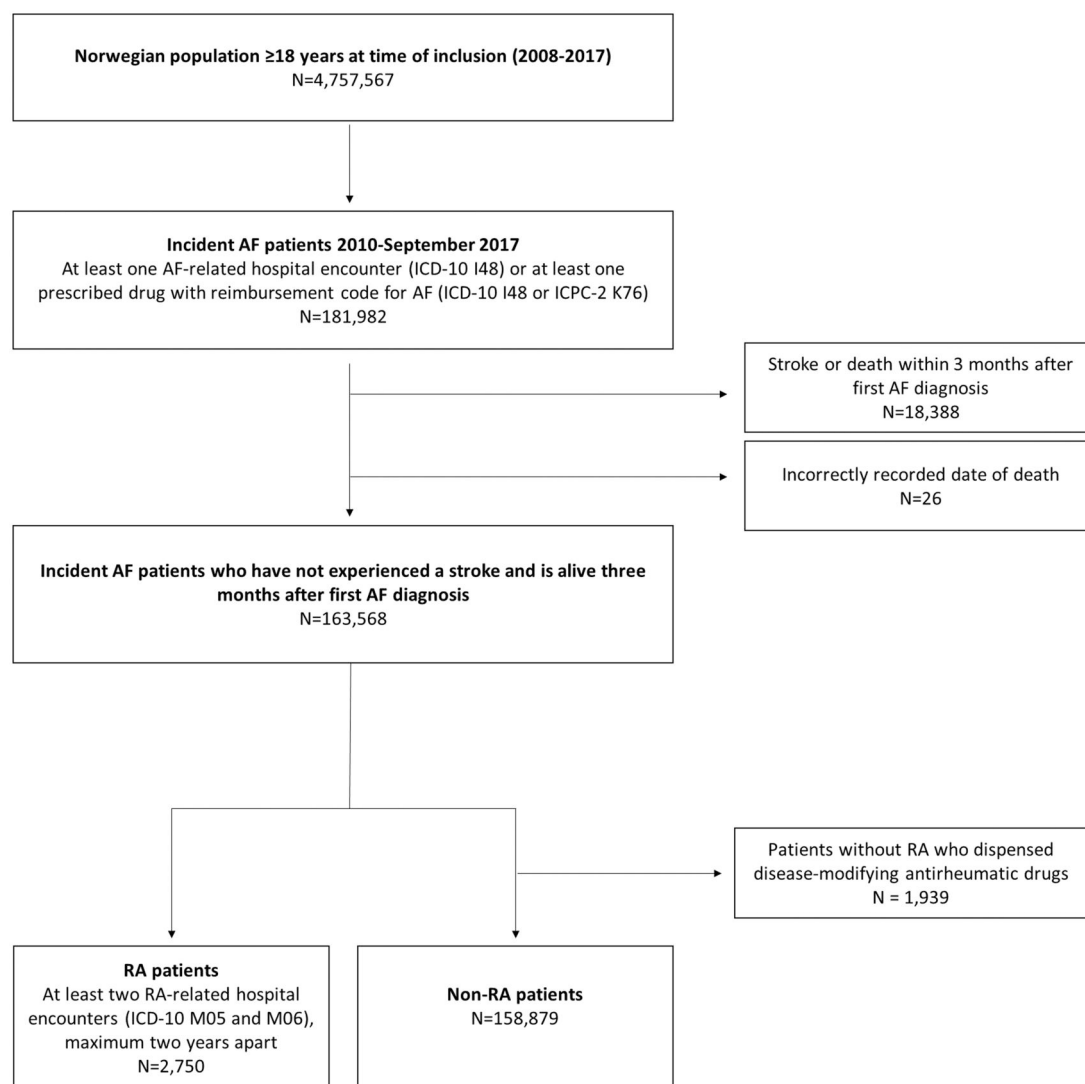 Norwegian population ≥18 years at time of inclusion (2008-2017)
N=4,757,567
Incident AF patients 2010-September 2017
At least one AF-related hospital encounter (ICD-10 I48) or at least one
prescribed drug with reimbursement code for AF (ICD-10 I48 or ICPC-2 K76)
N=181,982
Stroke or death within 3 months after
first AF diagnosis
N=18,388
Incorrectly recorded date of death
N=26
Incident AF patients who have not experienced a stroke and is alive three
months after first AF diagnosis
N=163,568
Patients without RA who dispensed
disease-modifying antirheumatic drugs
N = 1,939
RA patients
At least two RA-related hospital
encounters (ICD-10 M05 and M06),
maximum two years apart
N=2,750
Non-RA patients
N=158,879